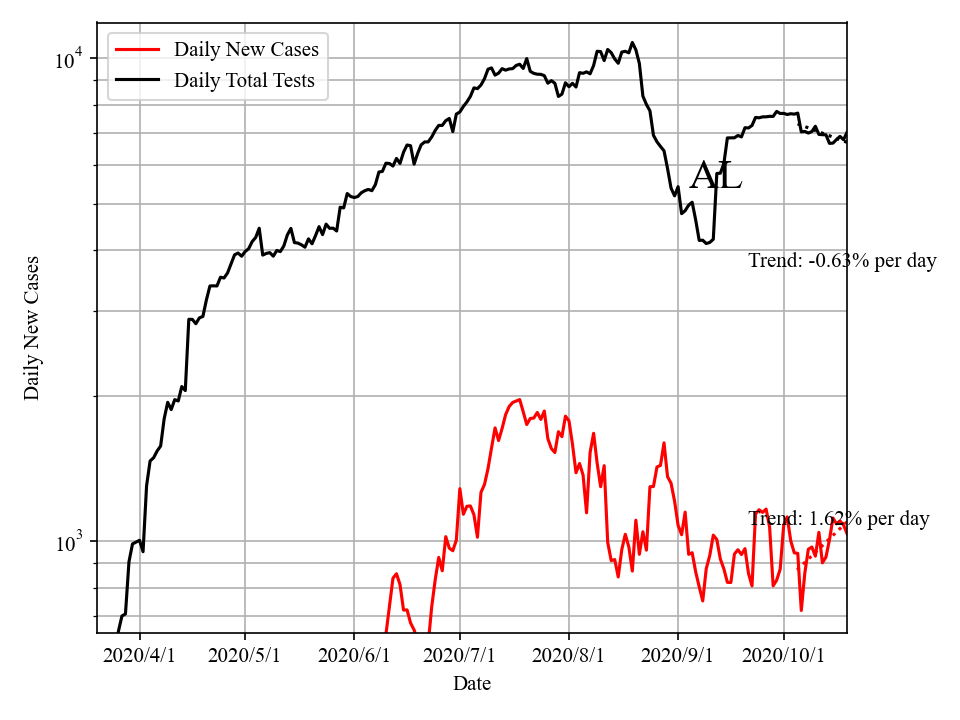 Daily New Cases
Daily Total Tests
10^4
AL
Trend: -0.63% per day
Daily New Cases
Trend: 1.62% per day
10^3
2020/4/1 2020/5/1 2020/6/1 2020/7/1 2020/8/1 2020/9/1 2020/10/1
Date